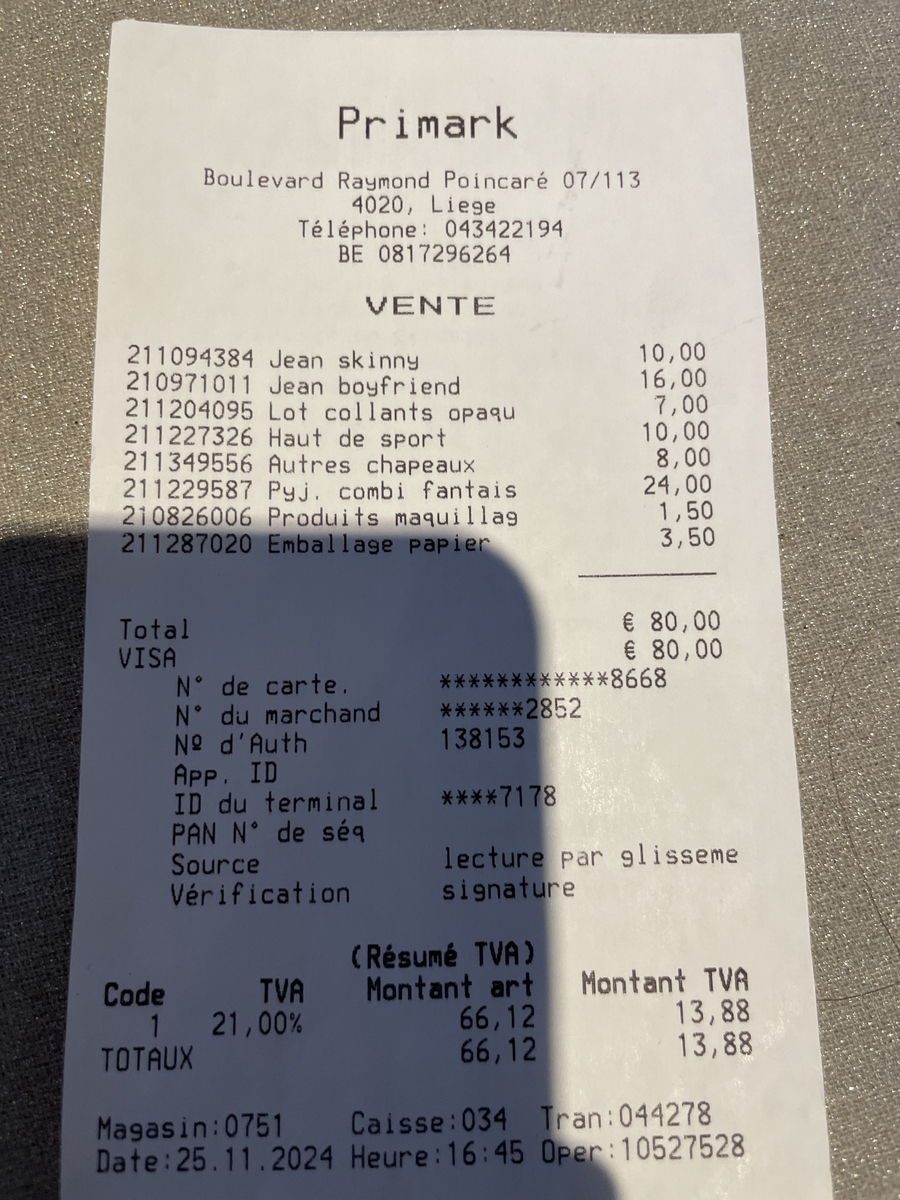 Primark
Boulevard Raymond Poincaré 07/113
4020, Liege
Téléphone: 043422194
BE 0817296264
VENTE
211094384 Jean skinny 10,00
210971011 Jean boyfriend 16,00
211204095 Lot collants opaqu 7,00
211227326 Haut de sport 10,00
211349556 Autres chapeaux 8,00
211229587 Pyj. combi fantais 24,00
210826006 Produits maquillag 1,50
211287020 Emballage papier 3,50
Total € 80,00
VISA € 80,00
N° de carte. ************8668
N° du marchand ******2852
Nº d'Auth 138153
App. ID
ID du terminal ****7178
PAN N° de séq
Source lecture par glisseme
Vérification signature
(Résumé TVA)
Code TVA Montant art Montant TVA
1 21,00% 66,12 13,88
TOTAUX 66,12 13,88
Magasin:0751 Caisse:034 Tran:044278
Date:25.11.2024 Heure:16:45 Oper:10527528